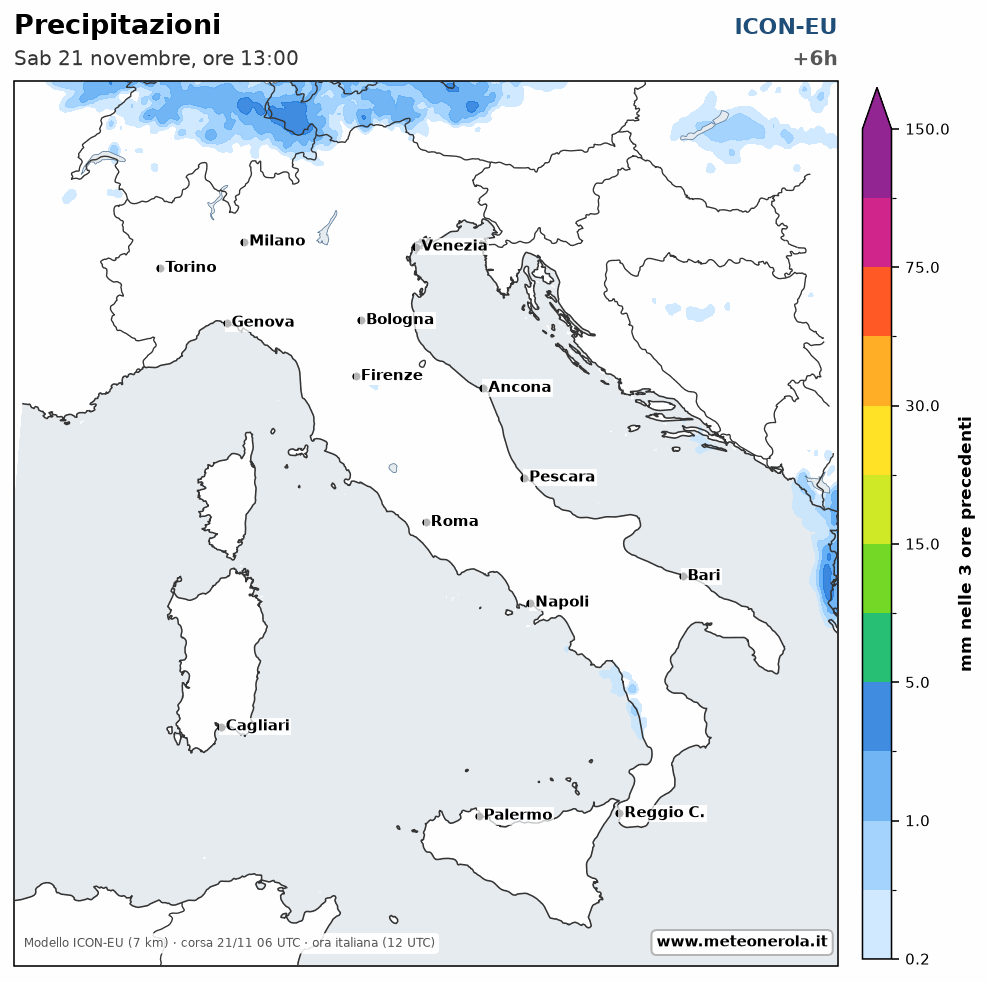 Precipitazioni
ICON-EU
Sab 21 novembre, ore 13:00
+6h
150.0
Milano
Venezia
Torino
75.0
Genova
Bologna
Firenze
Ancona
30.0
Pescara
Roma
15.0
Bari
Napoli
5.0
Cagliari
Palermo
Reggio C.
1.0
0.2
mm nelle 3 ore precedenti
Modello ICON-EU (7 km) · corsa 21/11 06 UTC · ora italiana (12 UTC)
www.meteonerola.it